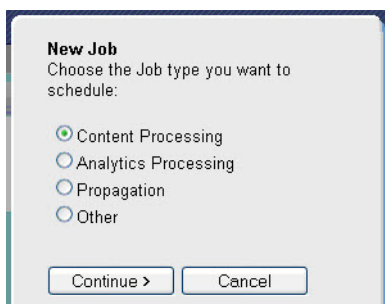 New Job
Choose the Job type you want to
schedule:
Content Processing
Analytics Processing
Propagation
Other
Continue >
Cancel